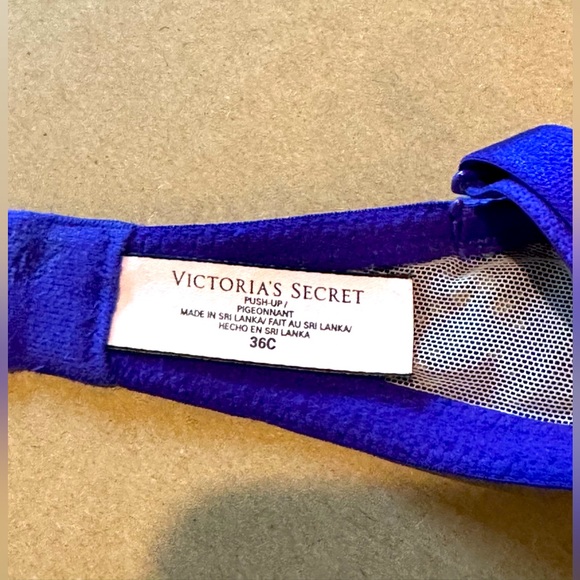 VICTORIA'S SECRET
PUSH-UP/
PIGEONNANT
MADE IN SRI LANKA/ FAIT AU SRI LANKA/
HECHO EN SRI LANKA
36C